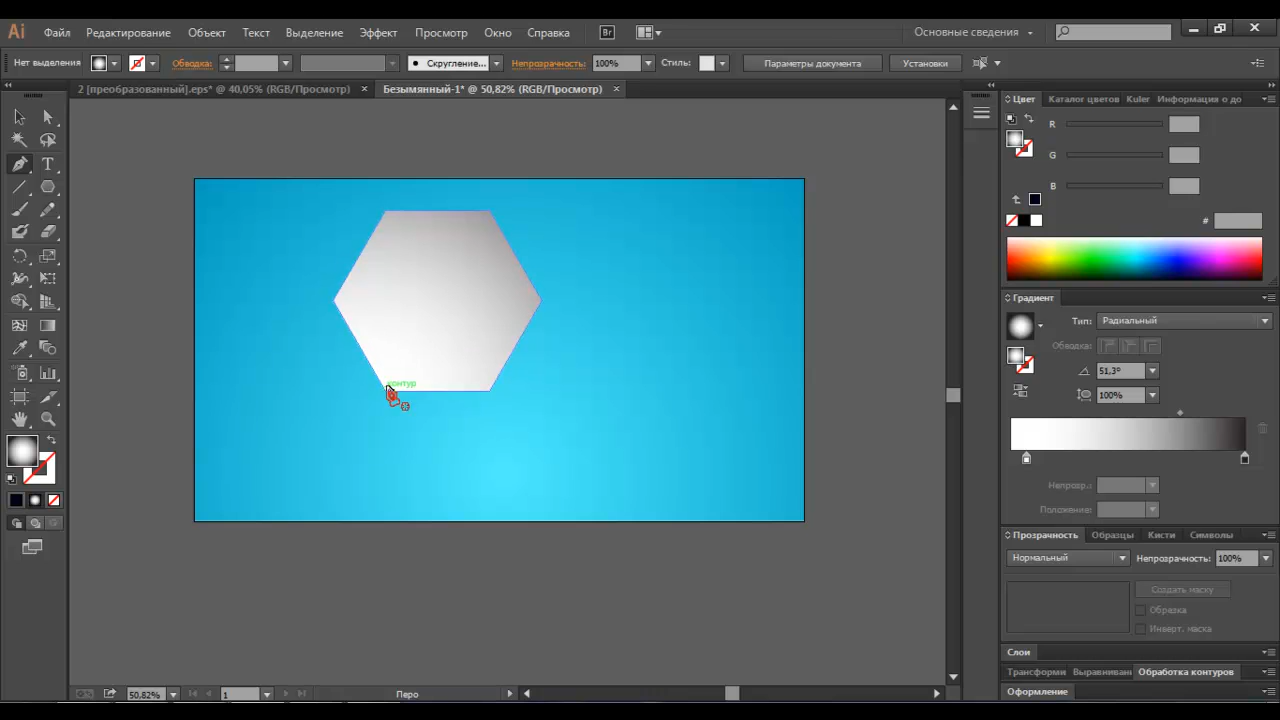 Ai Файл Редактирование Объект Текст Выделение Эффект Просмотр Окно Справка Br Основные сведения
Нет выделения Обводка: Скругление... Непрозрачность: 100% Стиль: Параметры документа Установки
2 [преобразованный].eps* @ 40,05% (RGB/Просмотр) × Безымянный-1* @ 50,82% (RGB/Просмотр) ×
Цвет Каталог цветов Kuler Информация о до
R
G
B
#
Градиент
Тип: Радиальный
Обводка:
51,3°
100%
контур
Непрозр.:
Положение:
Прозрачность Образцы Кисти Символы
Нормальный Непрозрачность: 100%
Создать маску
Обрезка
Инверт. маска
Слои
Трансформи Выравнивани Обработка контуров
Оформление
50,82% 1 Перо